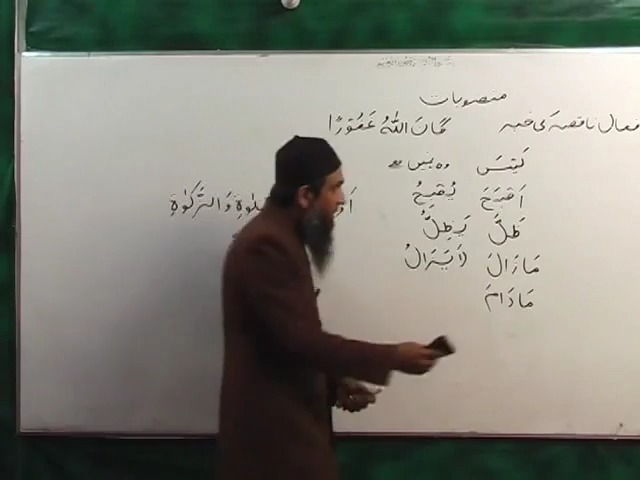 منصوبات
افعال ناقصہ کی خبر كَانَ اللّٰهُ غَفُوْرًا
لَيْسَ وہ نہیں ہے
اَصْبَحَ يُصْبِحُ
ظَلَّ يَظِلُّ
مَازَالَ لَايَزَالُ
مَادَامَ
وَالزَّكٰوةِ